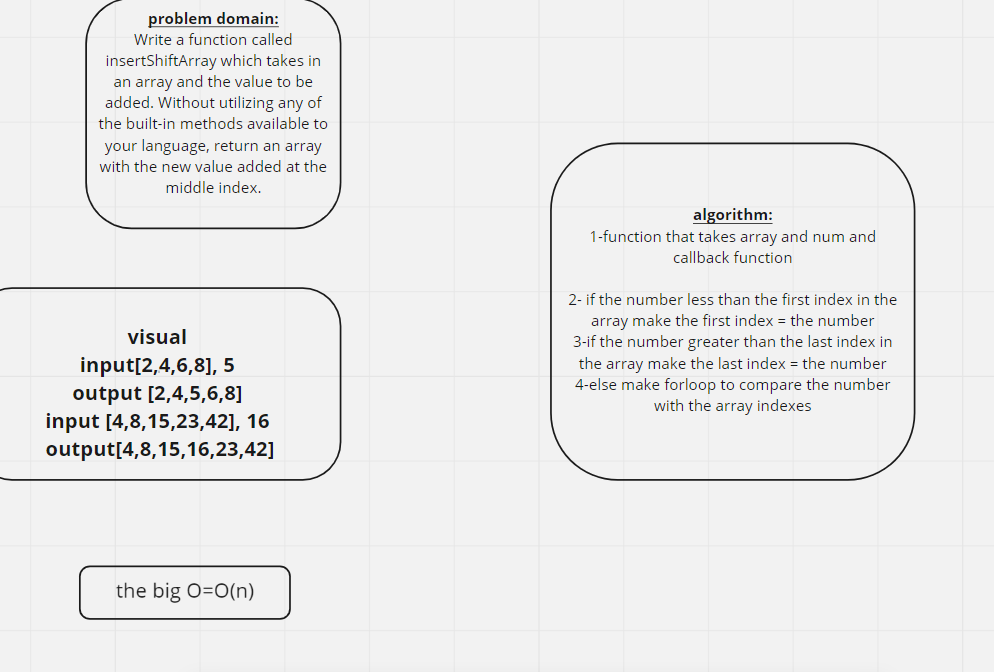 problem domain:
Write a function called
insertShiftArray which takes in
an array and the value to be
added. Without utilizing any of
the built-in methods available to
your language, return an array
with the new value added at the
middle index.
visual
input[2,4,6,8], 5
output [2,4,5,6,8]
input [4,8,15,23,42], 16
output[4,8,15,16,23,42]
the big O=O(n)
algorithm:
1-function that takes array and num and
callback function
2- if the number less than the first index in the
array make the first index = the number
3-if the number greater than the last index in
the array make the last index = the number
4-else make forloop to compare the number
with the array indexes